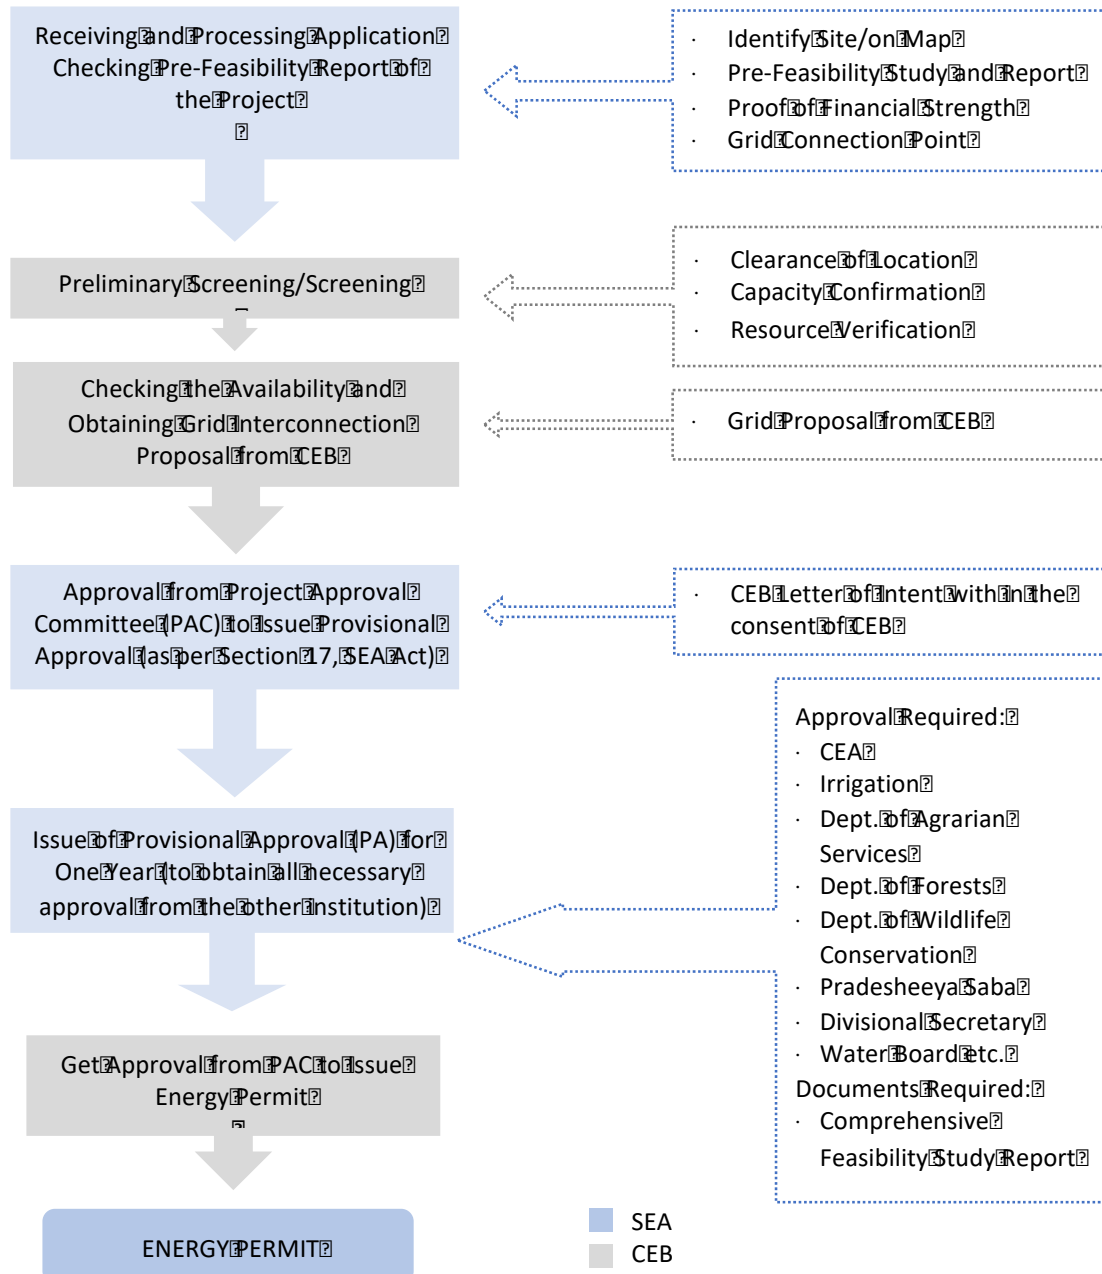 Receiving and Processing Application
Checking Pre-Feasibility Report of
the Project
· Identify Site/on Map
· Pre-Feasibility Study and Report
· Proof of Financial Strength
· Grid Connection Point
Preliminary Screening/Screening
· Clearance of Location
· Capacity Confirmation
· Resource Verification
Checking the Availability and
Obtaining Grid Interconnection
Proposal from CEB
· Grid Proposal from CEB
Approval from Project Approval
Committee (PAC) to Issue Provisional
Approval (as per Section 17, SEA Act)
· CEB Letter of Intent with in the
consent of CEB
Issue of Provisional Approval (PA) for
One Year (to obtain all necessary
approval from the other institution)
Approval Required:
· CEA
· Irrigation
· Dept. of Agrarian
Services
· Dept. of Forests
· Dept. of Wildlife
Conservation
· Pradesheeya Saba
· Divisional Secretary
· Water Board etc.
Documents Required:
· Comprehensive
Feasibility Study Report
Get Approval from PAC to Issue
Energy Permit
ENERGY PERMIT
SEA
CEB